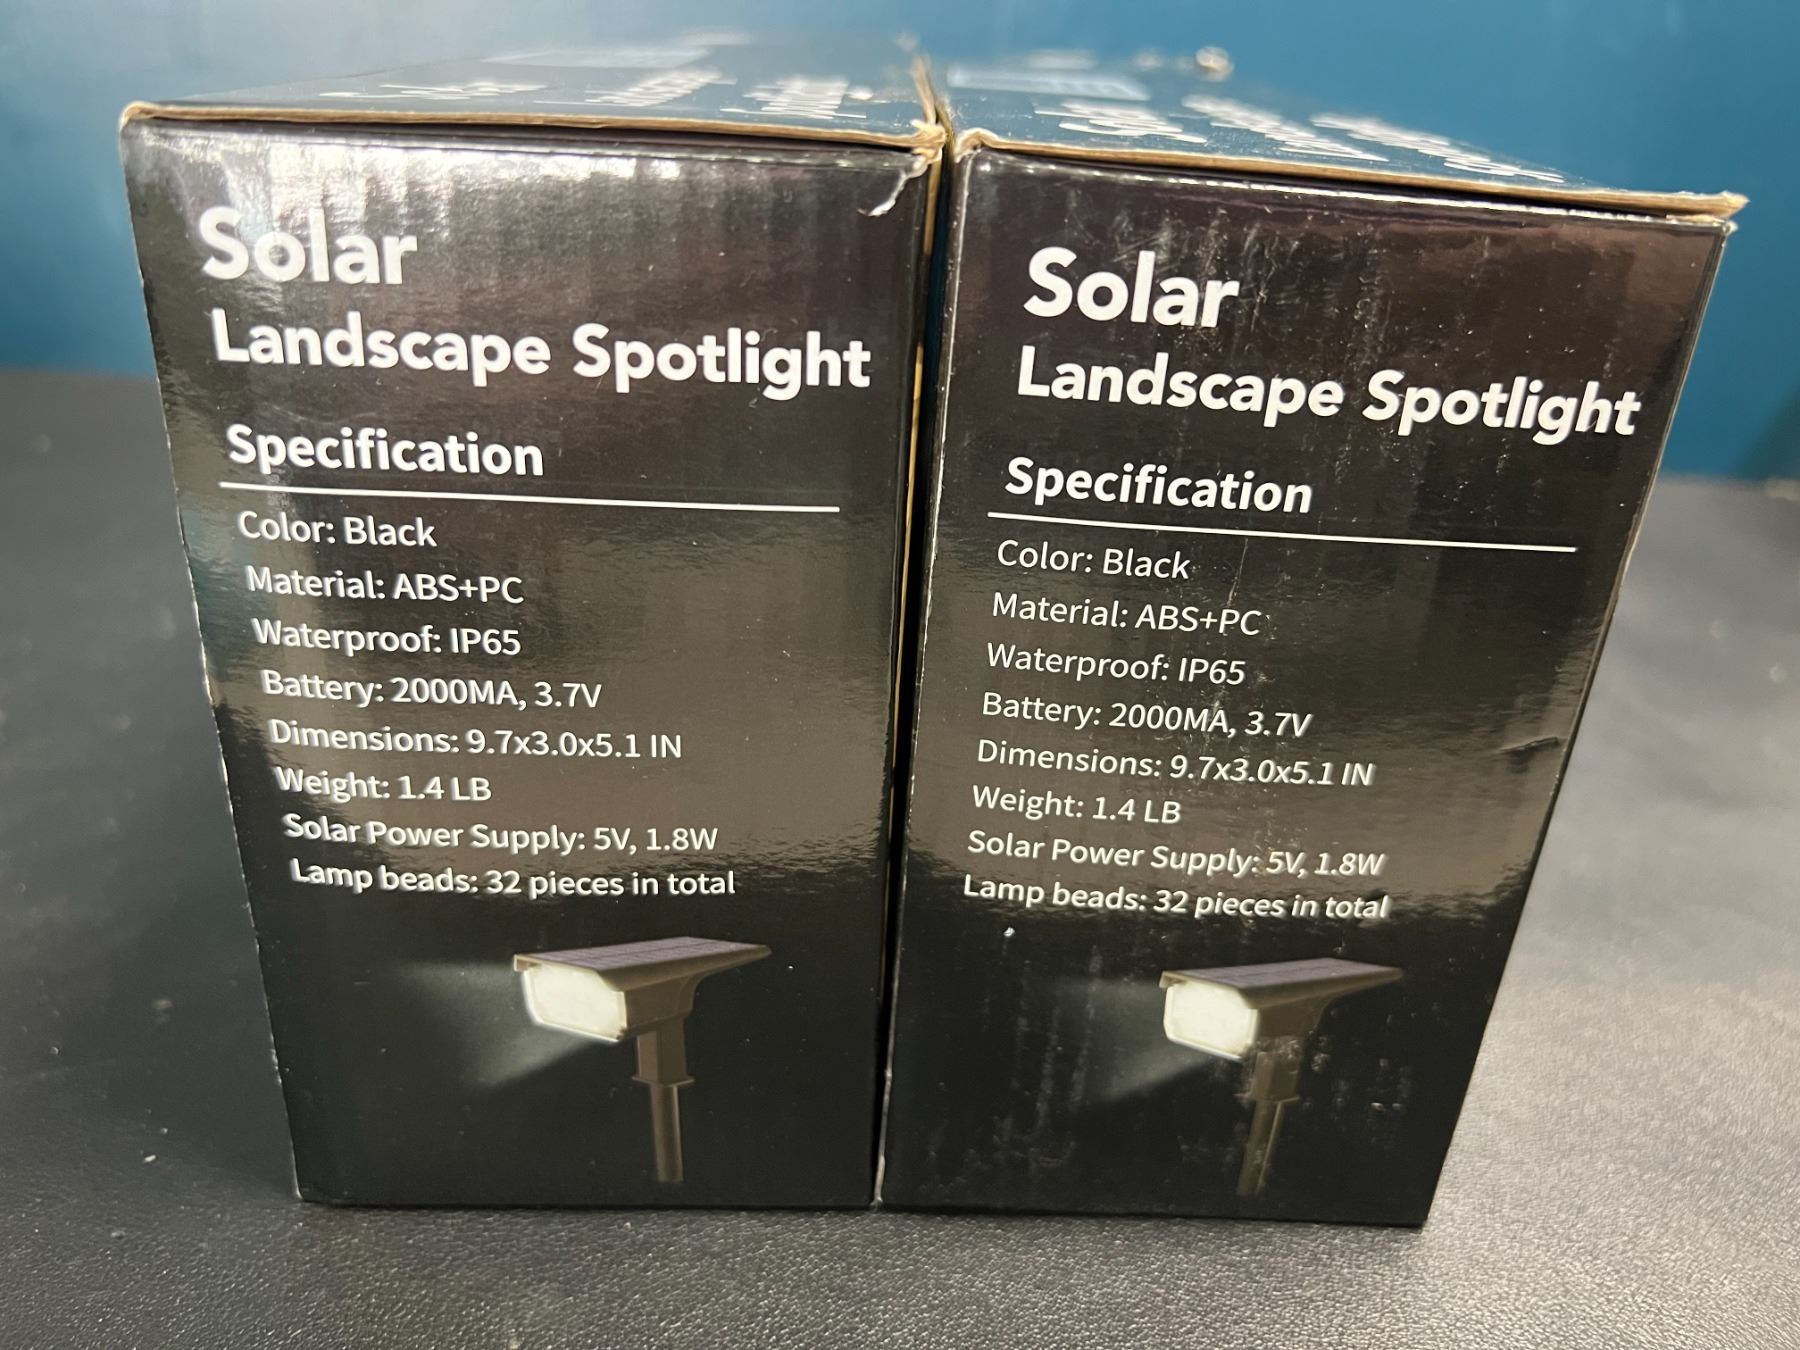 Solar
Landscape Spotlight
Specification
Color: Black
Material: ABS+PC
Waterproof: IP65
Battery: 2000MA, 3.7V
Dimensions: 9.7x3.0x5.1 IN
Weight: 1.4 LB
Solar Power Supply: 5V, 1.8W
Lamp beads: 32 pieces in total
Solar
Landscape Spotlight
Specification
Color: Black
Material: ABS+PC
Waterproof: IP65
Battery: 2000MA, 3.7V
Dimensions: 9.7x3.0x5.1 IN
Weight: 1.4 LB
Solar Power Supply: 5V, 1.8W
Lamp beads: 32 pieces in total